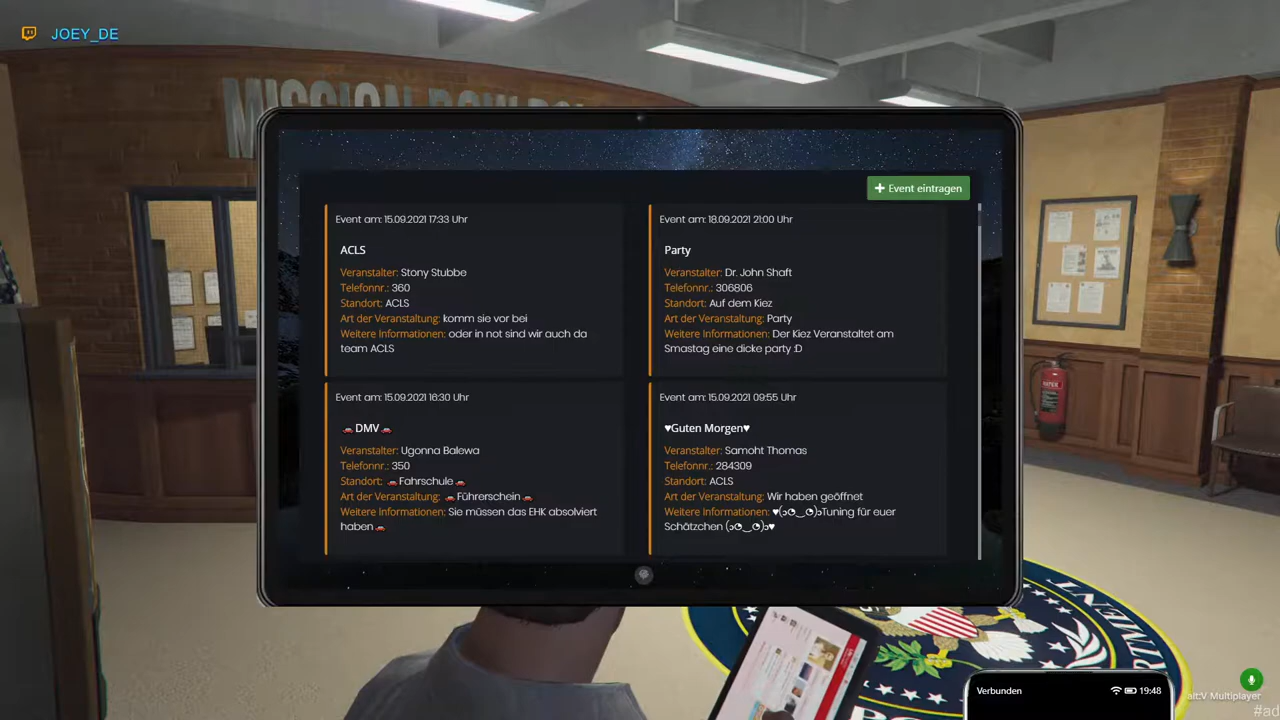 JOEY_DE
MISSION ROW
+ Event eintragen
Event am: 15.09.2021 17:33 Uhr
ACLS
Veranstalter: Stony Stubbe
Telefonnr.: 360
Standort: ACLS
Art der Veranstaltung: komm sie vor bei
Weitere Informationen: oder in not sind wir auch da
team ACLS
Event am: 18.09.2021 21:00 Uhr
Party
Veranstalter: Dr. John Shaft
Telefonnr.: 306806
Standort: Auf dem Kiez
Art der Veranstaltung: Party
Weitere Informationen: Der Kiez Veranstaltet am
Smastag eine dicke party :D
Event am: 15.09.2021 16:30 Uhr
🚗DMV🚗
Veranstalter: Ugonna Balewa
Telefonnr.: 350
Standort: 🚗Fahrschule🚗
Art der Veranstaltung: 🚗Führerschein🚗
Weitere Informationen: Sie müssen das EHK absolviert
haben🚗
Event am: 15.09.2021 09:55 Uhr
♥Guten Morgen♥
Veranstalter: Samoht Thomas
Telefonnr.: 284309
Standort: ACLS
Art der Veranstaltung: Wir haben geöffnet
Weitere Informationen: ♥(ɔ◔‿◔)ɔTuning für euer
Schätzchen (ɔ◔‿◔)ɔ♥
Verbunden
19:48
alt:V Multiplayer
#ad